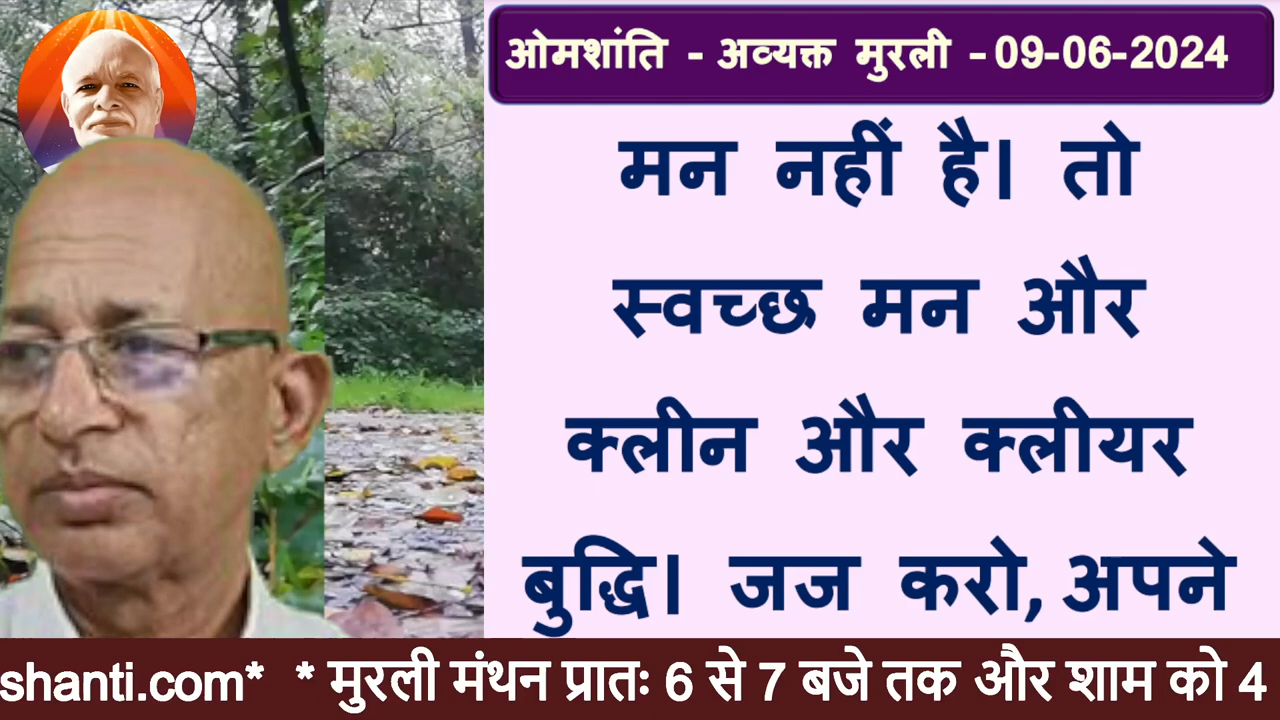 ओमशांति - अव्यक्त मुरली - 09-06-2024
मन नहीं है। तो
स्वच्छ मन और
क्लीन और क्लीयर
बुद्धि। जज करो, अपने
shanti.com* * मुरली मंथन प्रातः 6 से 7 बजे तक और शाम को 4